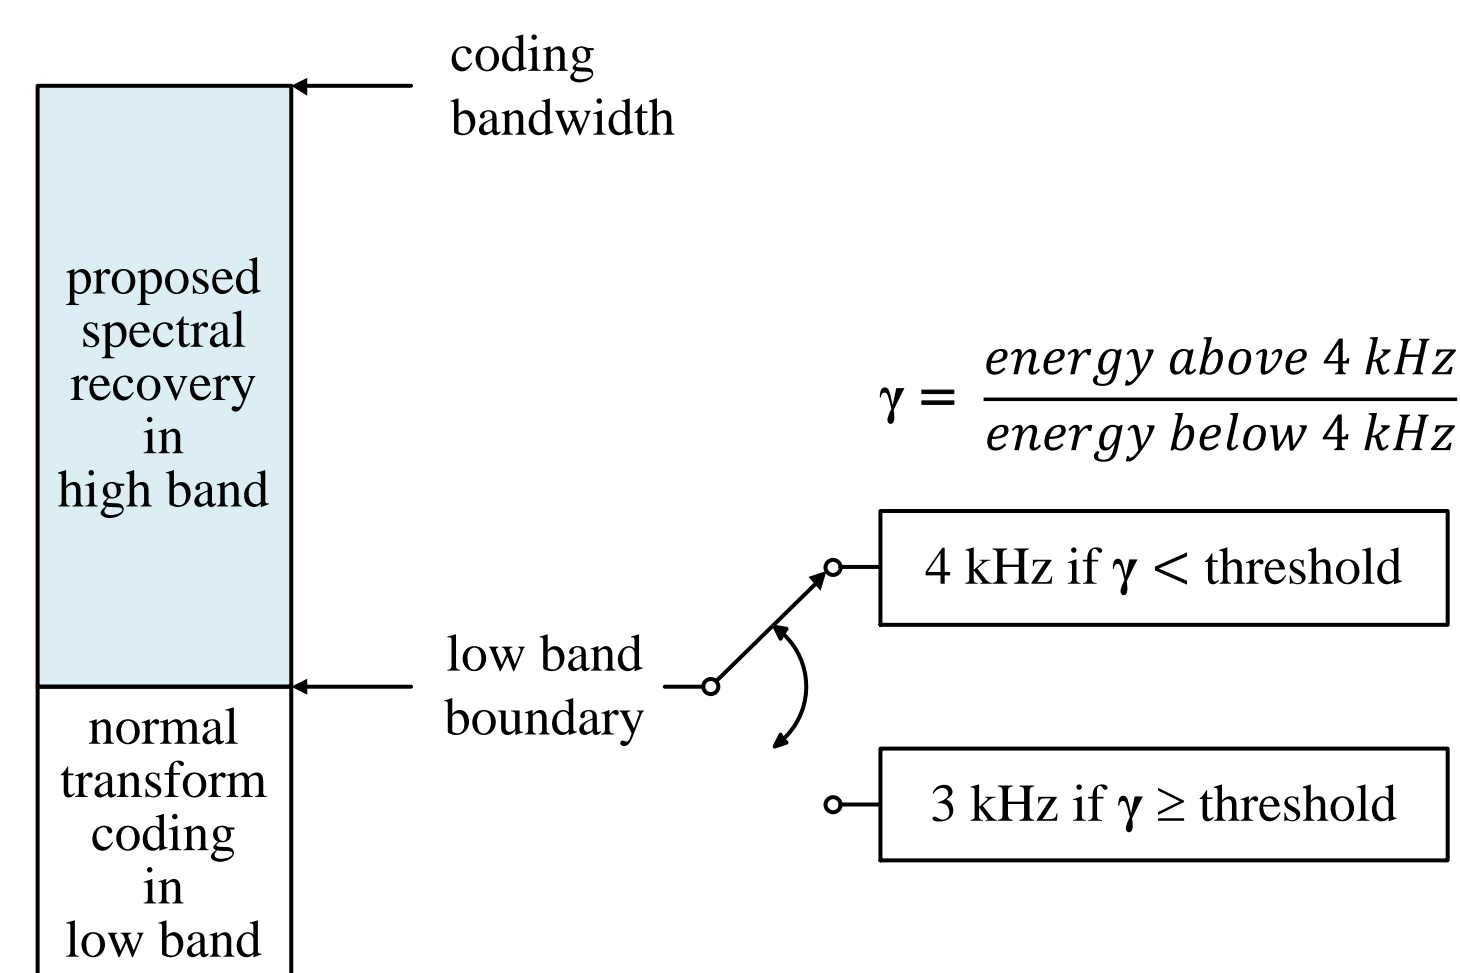 coding
bandwidth
proposed
spectral
recovery
in
high band
γ = energy above 4 kHz
energy below 4 kHz
4 kHz if γ < threshold
low band
boundary
3 kHz if γ ≥ threshold
normal
transform
coding
in
low band